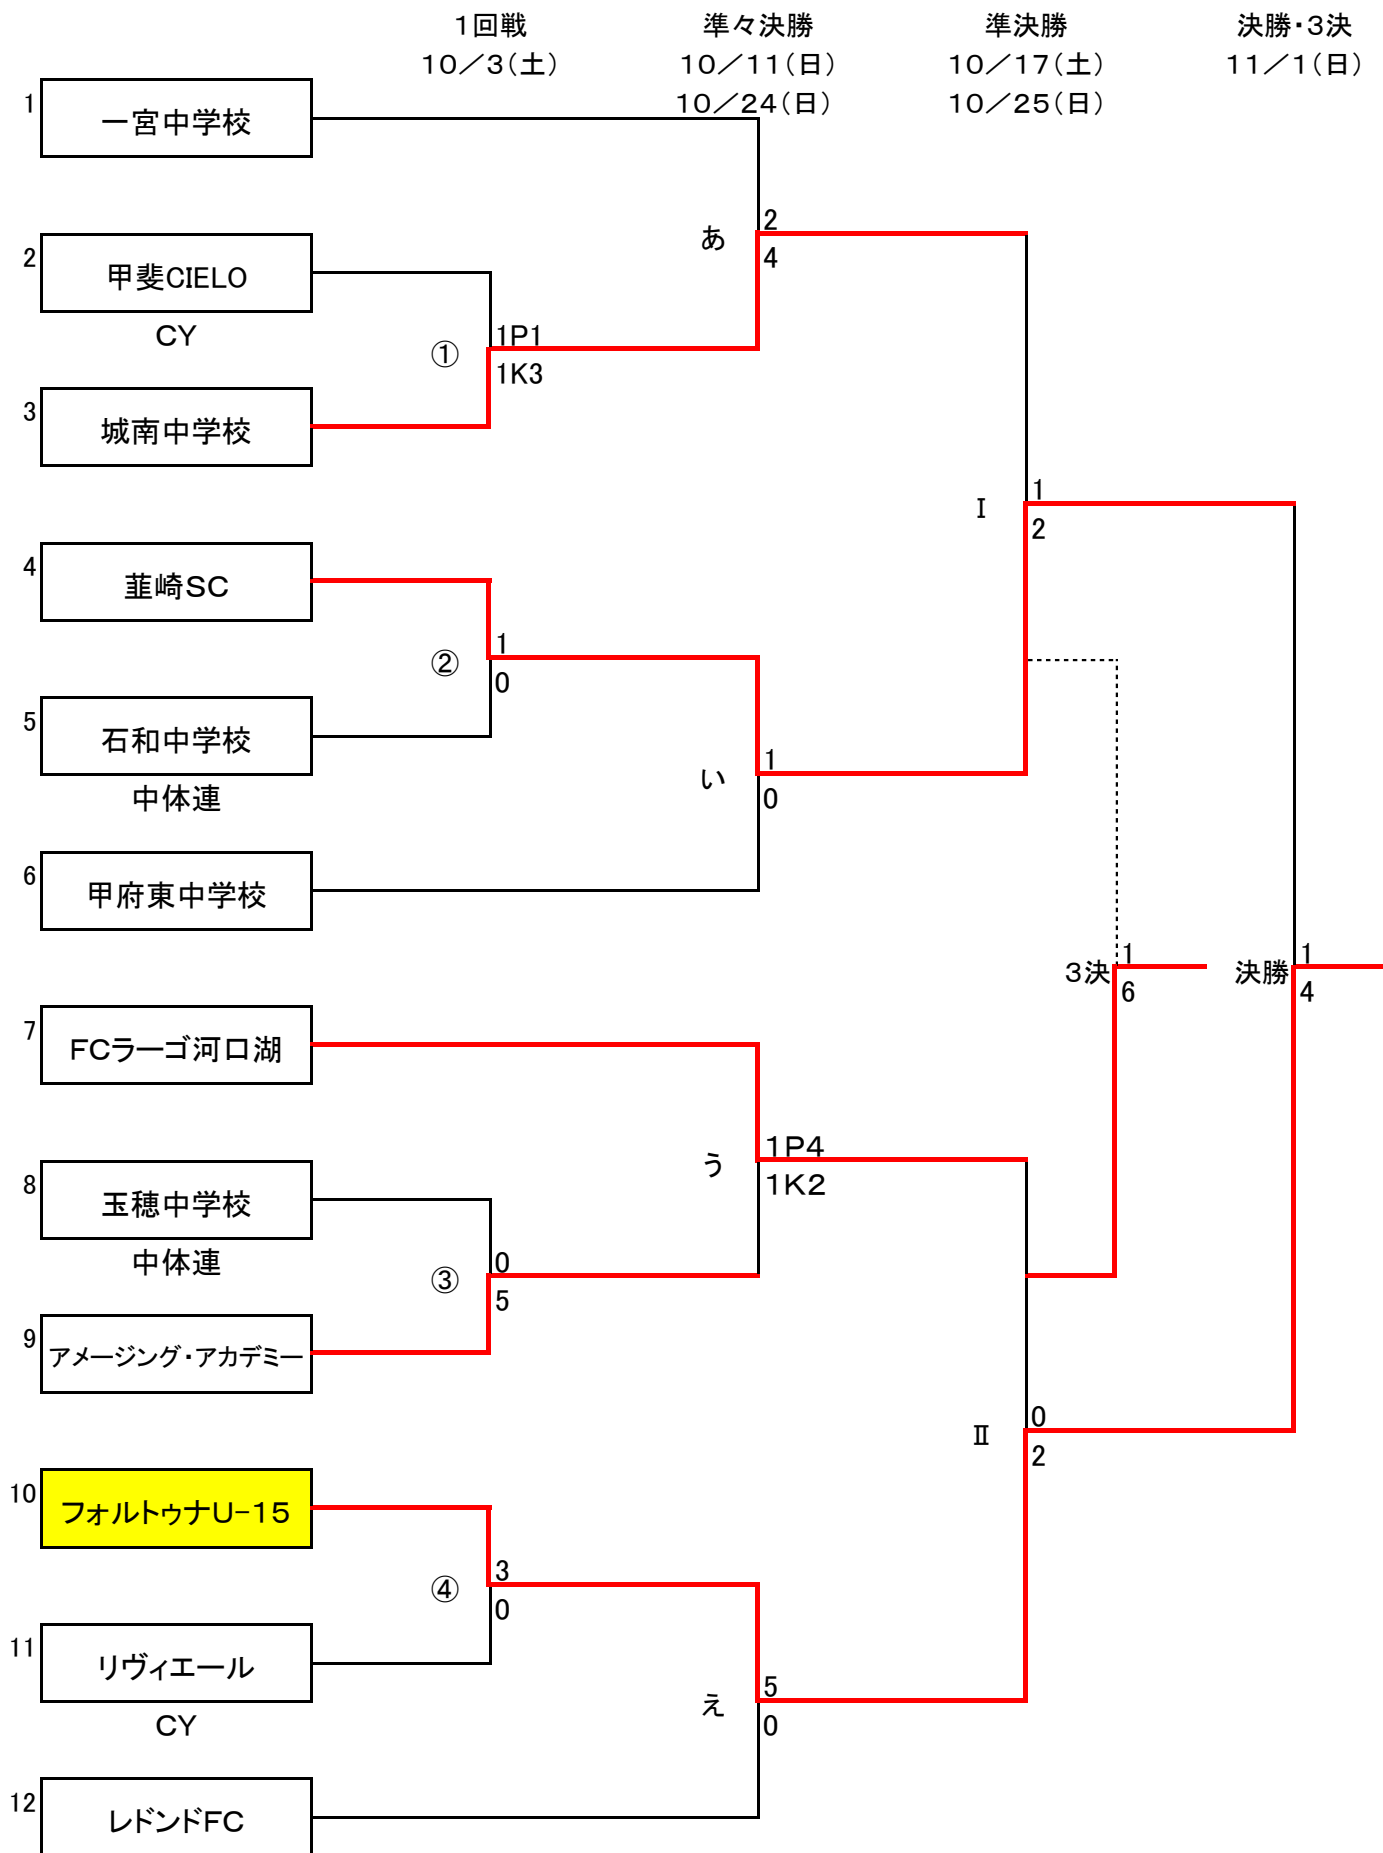 1回戦 準々決勝 準決勝 決勝・3決
10／3(土) 10／11(日) 10／17(土) 11／1(日)
10／24(日) 10／25(日)
1 一宮中学校
2
あ
4
2 甲斐CIELO
CY
1P1
①
1K3
3 城南中学校
1
Ⅰ
2
4 韮崎SC
1
②
0
5 石和中学校
中体連
1
い
0
6 甲府東中学校
1
3決
6
1
決勝
4
7 FCラーゴ河口湖
1P4
う
1K2
8 玉穂中学校
中体連
0
③
5
9 アメージング・アカデミー
0
Ⅱ
2
10 フォルトゥナU-15
3
④
0
11 リヴィエール
CY
5
え
0
12 レドンドFC